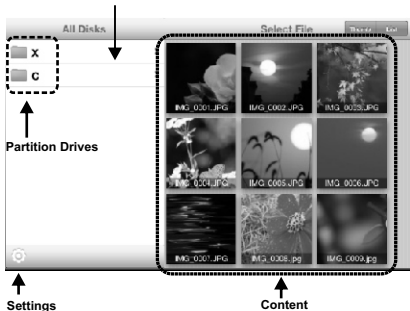 All Disks
Select File
X
C
Partition Drives
IMG_0001.JPG
IMG_0002.JPG
IMG_0003.JPG
IMG_0004.JPG
IMG_0005.JPG
IMG_0006.JPG
IMG_0007.JPG
IMG_0008.jpg
IMG_0009.jpg
Settings
Content